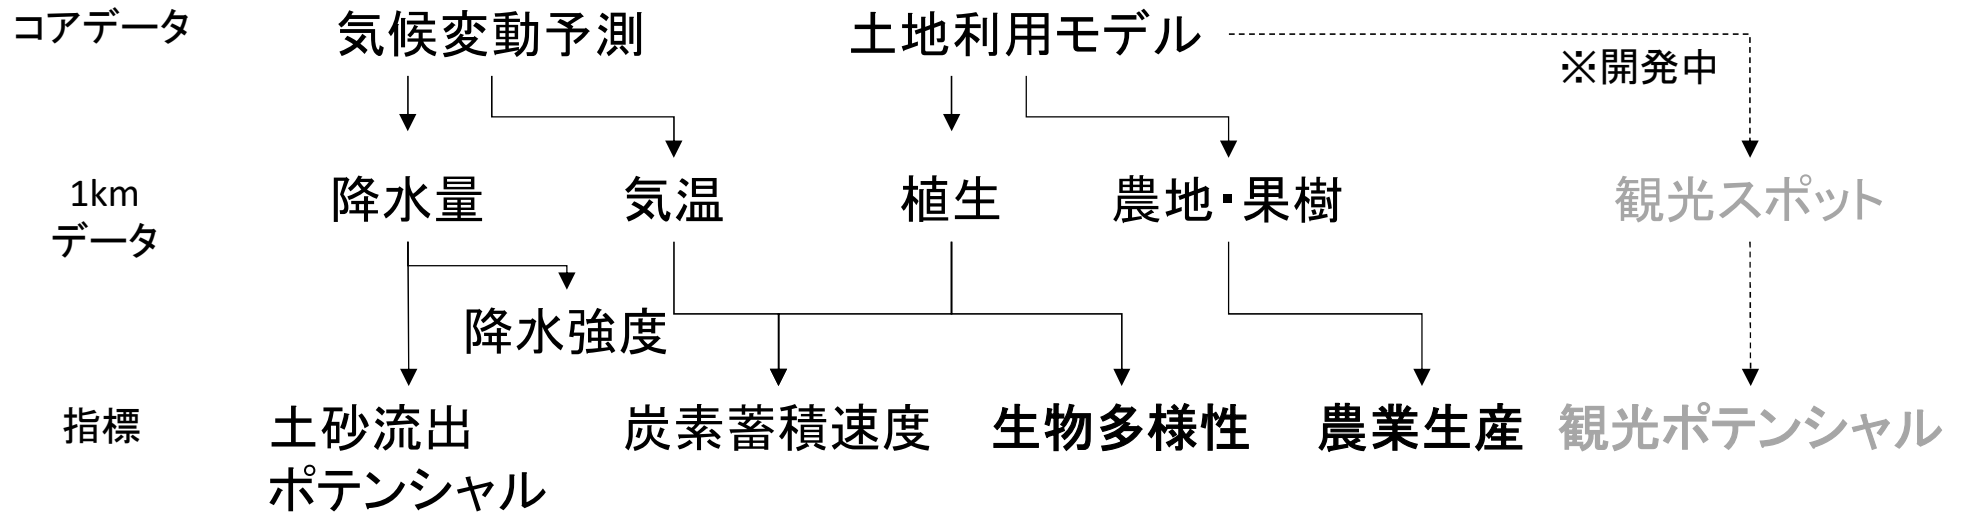 コアデータ
気候変動予測
土地利用モデル
※開発中
1km
データ
降水量
気温
植生
農地・果樹
観光スポット
降水強度
指標
土砂流出
ポテンシャル
炭素蓄積速度
生物多様性
農業生産
観光ポテンシャル